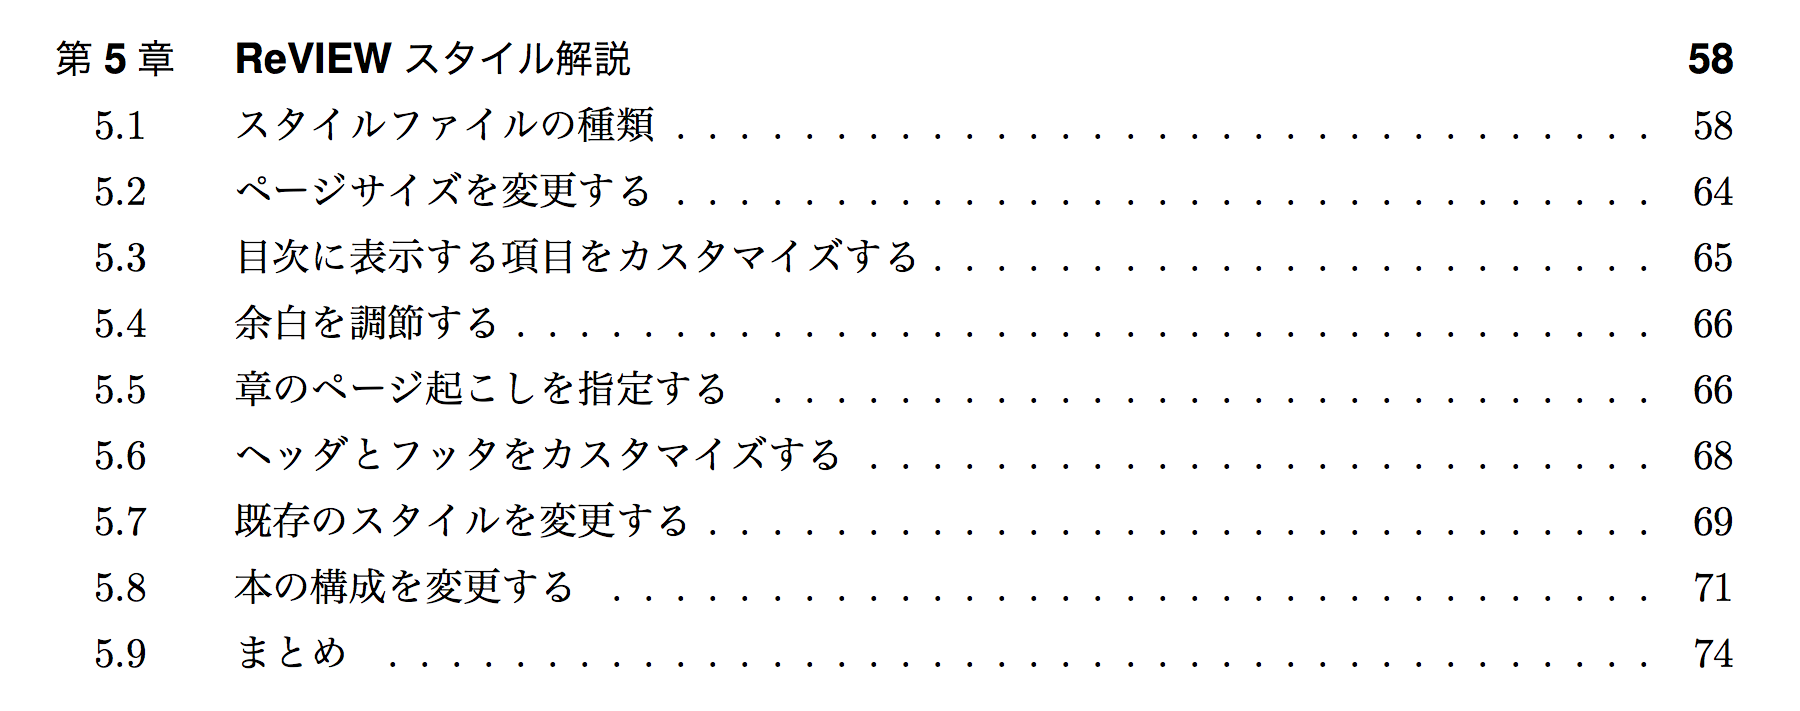 第 5 章 ReVIEW スタイル解説 58
5.1 スタイルファイルの種類 . . . . . . . . . . . . . . . . . . . . . . . . . . . . . . . 58
5.2 ページサイズを変更する . . . . . . . . . . . . . . . . . . . . . . . . . . . . . . . 64
5.3 目次に表示する項目をカスタマイズする . . . . . . . . . . . . . . . . . . . . . . . 65
5.4 余白を調節する . . . . . . . . . . . . . . . . . . . . . . . . . . . . . . . . . . . . 66
5.5 章のページ起こしを指定する . . . . . . . . . . . . . . . . . . . . . . . . . . . . 66
5.6 ヘッダとフッタをカスタマイズする . . . . . . . . . . . . . . . . . . . . . . . . . 68
5.7 既存のスタイルを変更する . . . . . . . . . . . . . . . . . . . . . . . . . . . . . . 69
5.8 本の構成を変更する . . . . . . . . . . . . . . . . . . . . . . . . . . . . . . . . . 71
5.9 まとめ . . . . . . . . . . . . . . . . . . . . . . . . . . . . . . . . . . . . . . . . 74